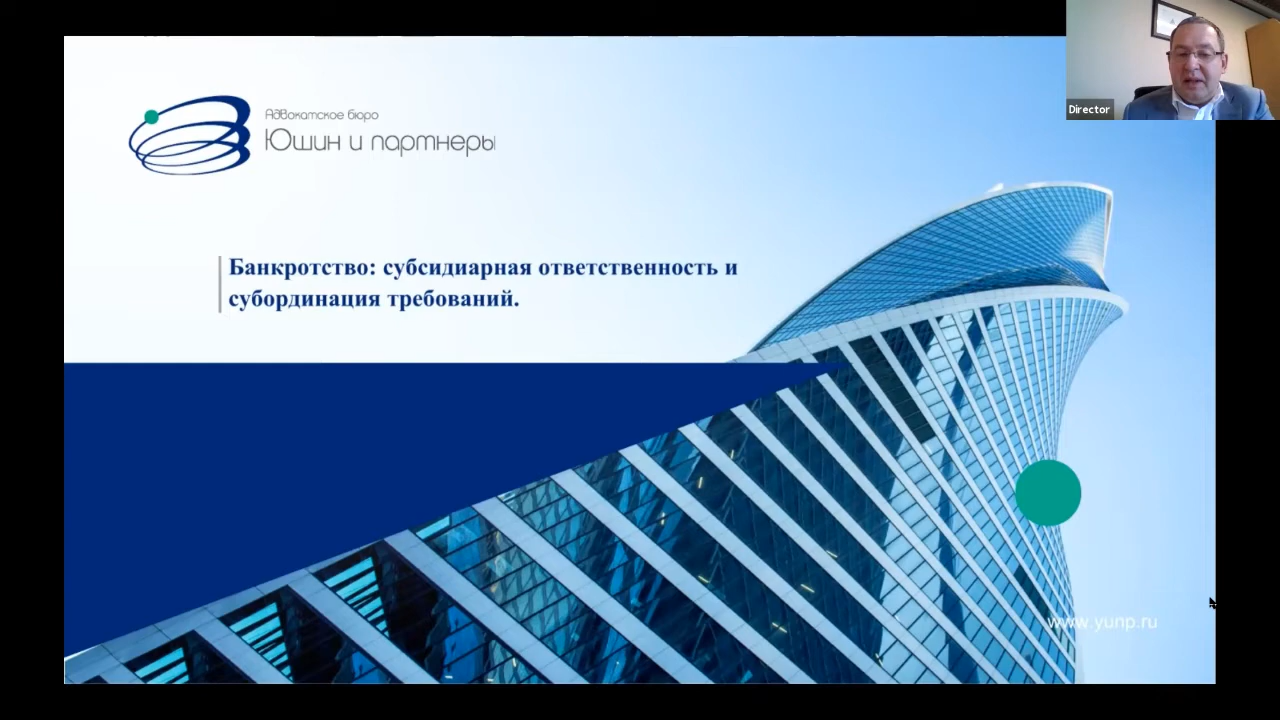 Адвокатское бюро
Юшин и партнеры
Банкротство: субсидиарная ответственность и
субординация требований.
www.yunp.ru
Director